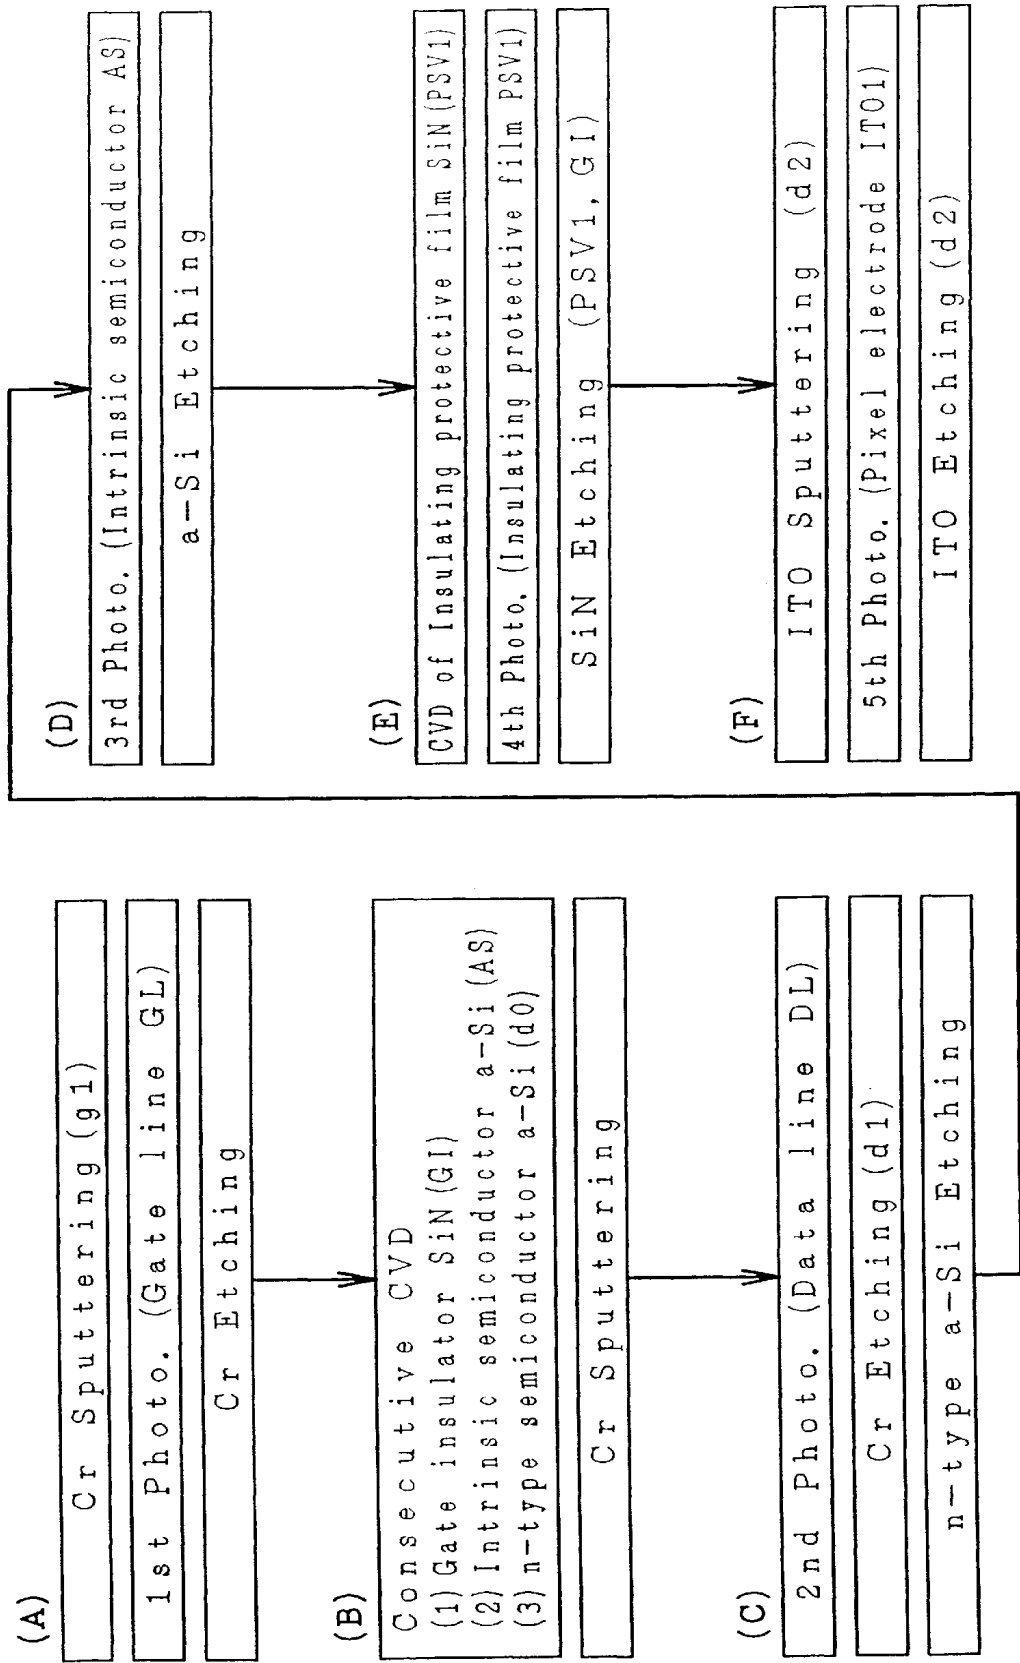 (A)
Cr Sputtering (g1)
1st Photo. (Gate line GL)
Cr Etching
(B)
Consecutive CVD
(1) Gate insulator SiN (GI)
(2) Intrinsic semiconductor a-Si (AS)
(3) n-type semiconductor a-Si (d0)
Cr Sputtering
(C)
2nd Photo. (Data line DL)
Cr Etching (d1)
n-type a-Si Etching
(D)
3rd Photo. (Intrinsic semiconductor AS)
a-Si Etching
(E)
CVD of Insulating protective film SiN (PSV1)
4th Photo. (Insulating protective film PSV1)
SiN Etching (PSV1, GI)
(F)
ITO Sputtering (d2)
5th Photo. (Pixel electrode ITO1)
ITO Etching (d2)